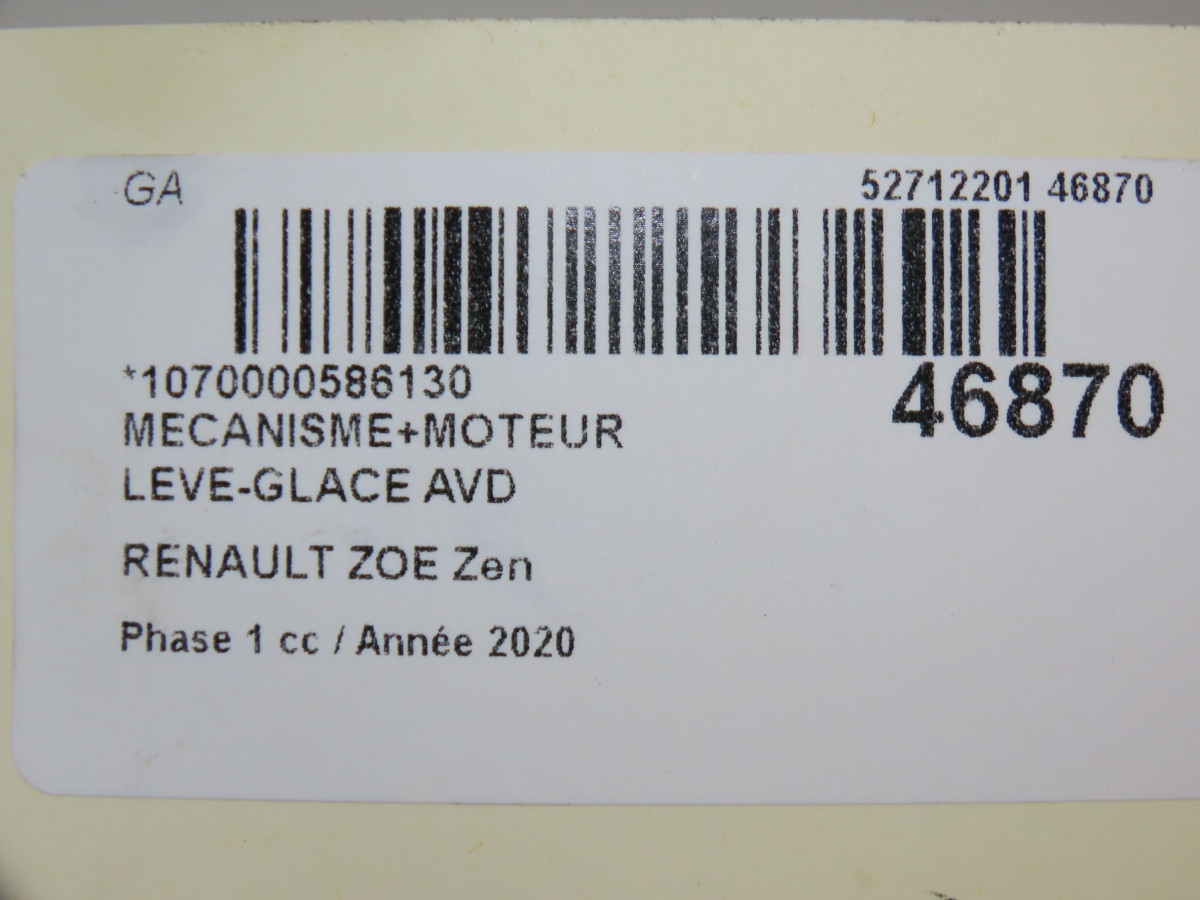 GA
52712201 46870
*1070000586130
46870
MECANISME+MOTEUR
LEVE-GLACE AVD
RENAULT ZOE Zen
Phase 1 cc / Année 2020